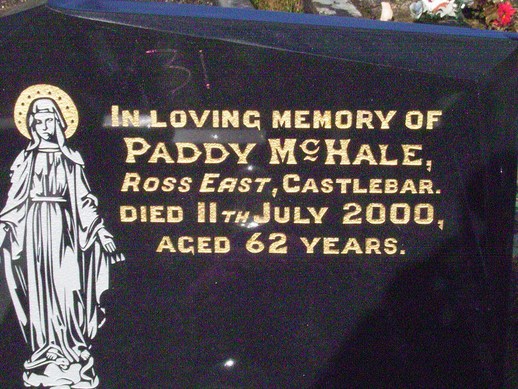 In loving memory of
Paddy McHale,
Ross East, Castlebar.
died 11th July 2000,
aged 62 years.